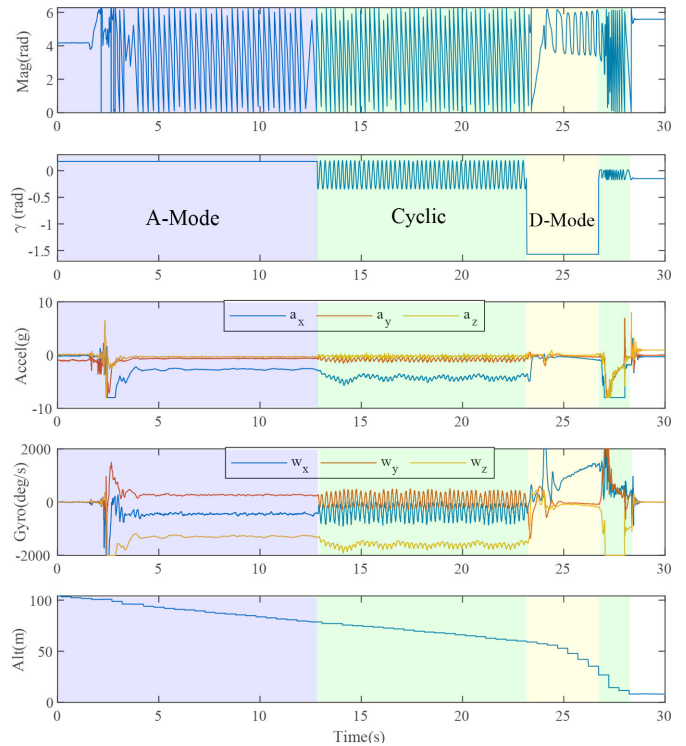 6
4
2
0
Mag(rad)
0 5 10 15 20 25 30
0
-0.5
-1
-1.5
γ (rad)
A-Mode Cyclic D-Mode
0 5 10 15 20 25 30
10
0
-10
Accel(g)
a_x a_y a_z
0 5 10 15 20 25 30
2000
0
-2000
Gyro(deg/s)
w_x w_y w_z
0 5 10 15 20 25 30
100
50
0
Alt(m)
0 5 10 15 20 25 30
Time(s)